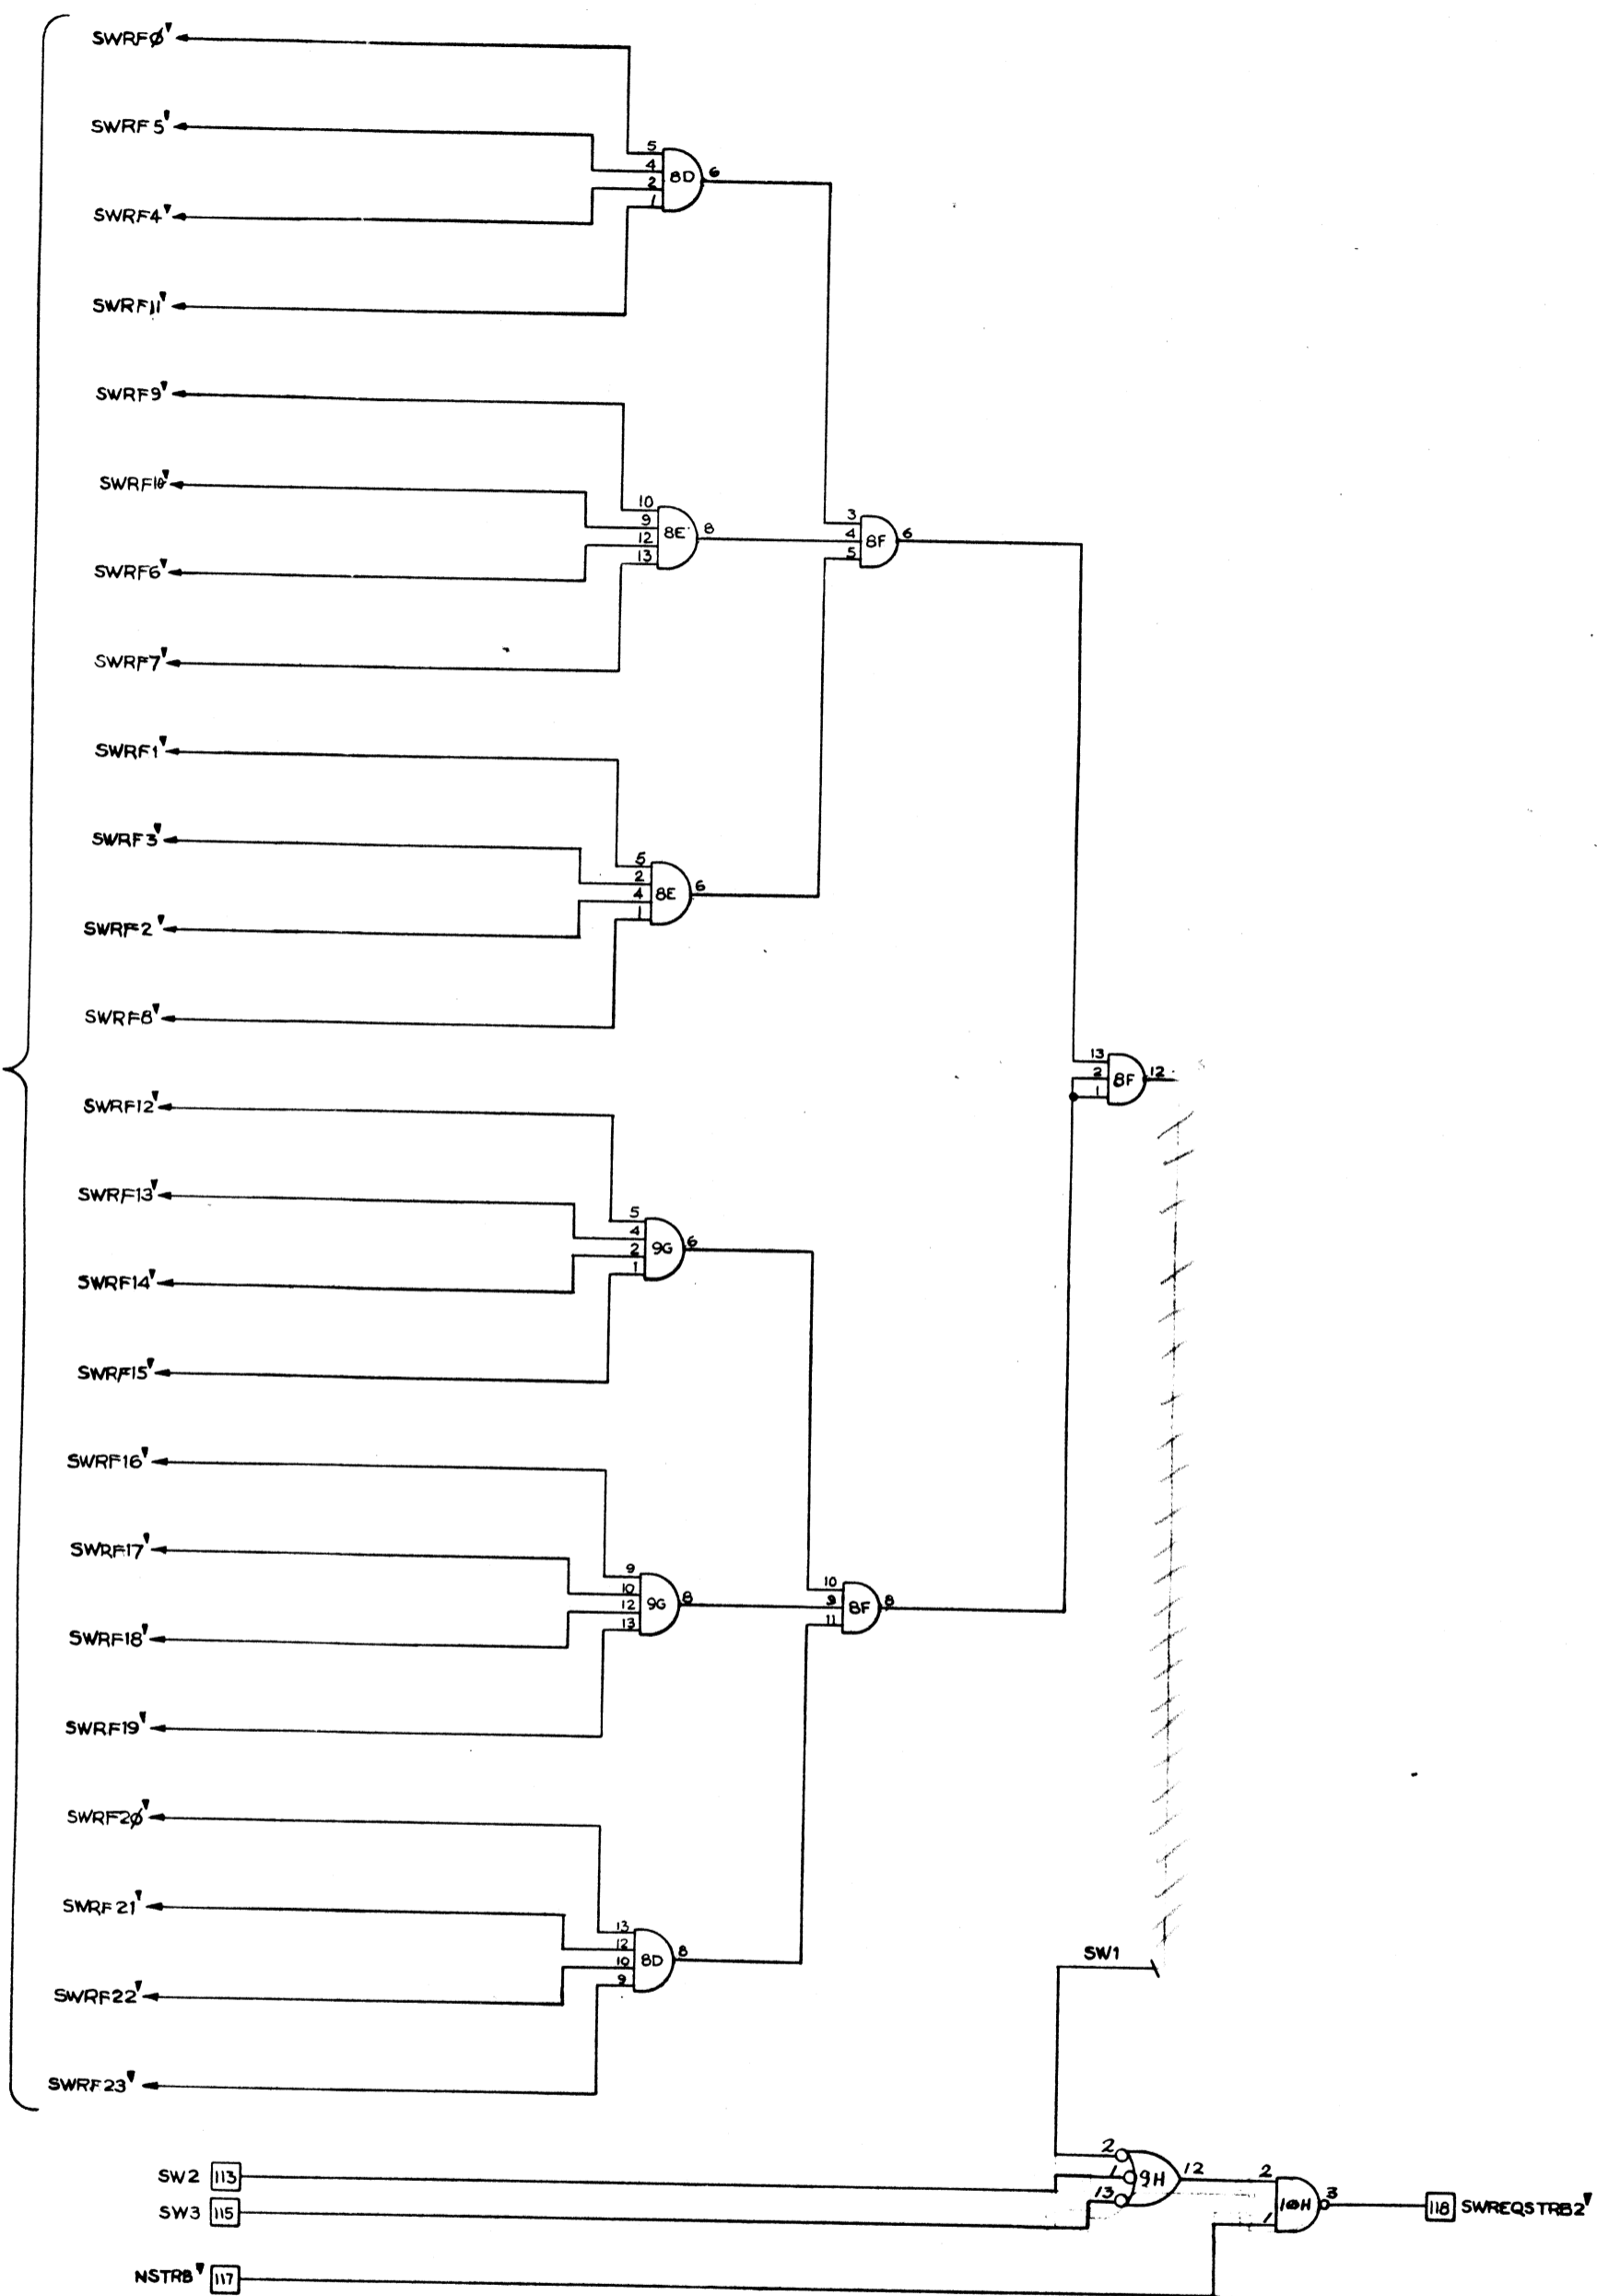 SWRFØ▼
5
SWRF5▼
4
8D
6
2
SWRF4▼
1
SWRF11▼
SWRF9▼
SWRF10▼
10
9
8E
8
12
SWRF6▼
13
3
4
8F
6
5
SWRF7▼
SWRF1▼
SWRF3▼
5
2
8E
6
4
SWRF2▼
1
SWRF8▼
13
2
8F
12
1
SWRF12▼
SWRF13▼
5
4
9G
6
2
SWRF14▼
1
SWRF15▼
SWRF16▼
SWRF17▼
9
10
9G
8
12
SWRF18▼
13
10
9
8F
8
11
SWRF19▼
SWRF2Ø▼
SWRF21▼
13
12
8D
8
10
SWRF22▼
9
SW1
SWRF23▼
2
SW2 113
1
9H
12
2
SW3 115
13
10H
3
118 SWREQSTRB2▼
1
NSTRB▼ 117